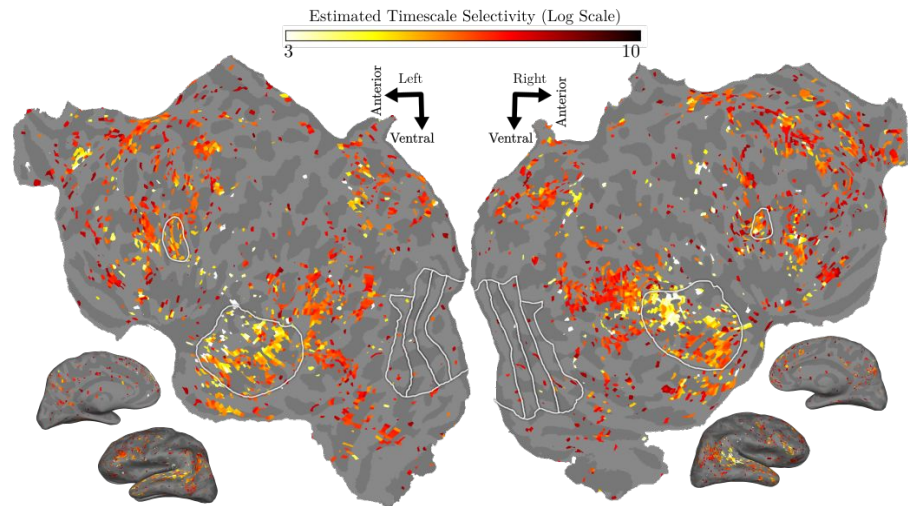 Estimated Timescale Selectivity (Log Scale)
3
10
Left
Anterior
Ventral
Right
Anterior
Ventral